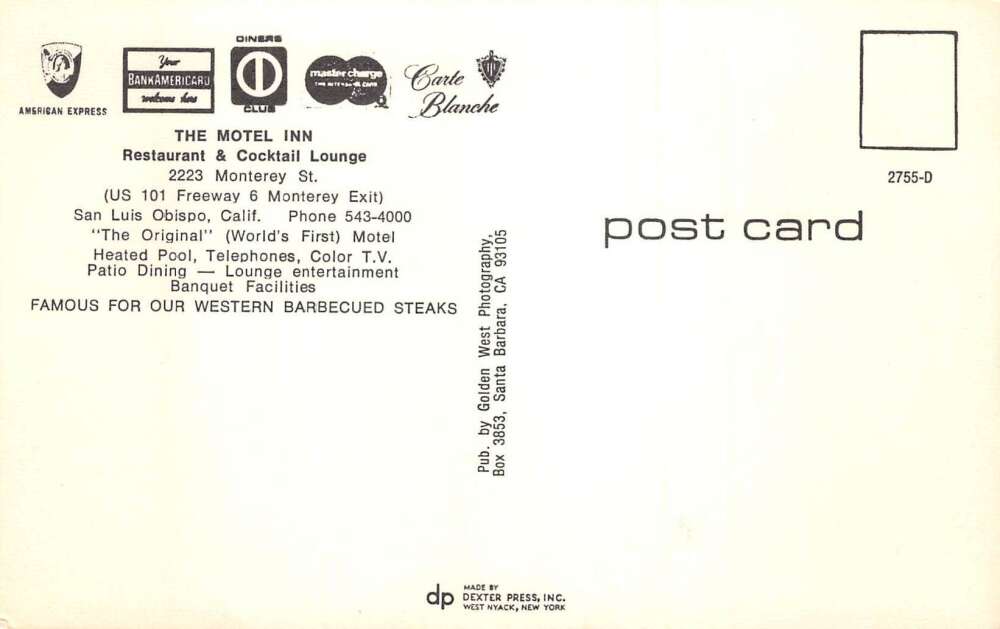 AMERICAN EXPRESS
Your
BANKAMERICARD
welcome here
DINERS
CLUB
master charge
THE INTERBANK CARD
Carte
Blanche
THE MOTEL INN
Restaurant & Cocktail Lounge
2223 Monterey St.
(US 101 Freeway 6 Monterey Exit)
San Luis Obispo, Calif. Phone 543-4000
"The Original" (World's First) Motel
Heated Pool, Telephones, Color T.V.
Patio Dining — Lounge entertainment
Banquet Facilities
FAMOUS FOR OUR WESTERN BARBECUED STEAKS
Pub. by Golden West Photography,
Box 3853, Santa Barbara, CA 93105
2755-D
post card
dp
MADE BY
DEXTER PRESS, INC.
WEST NYACK, NEW YORK